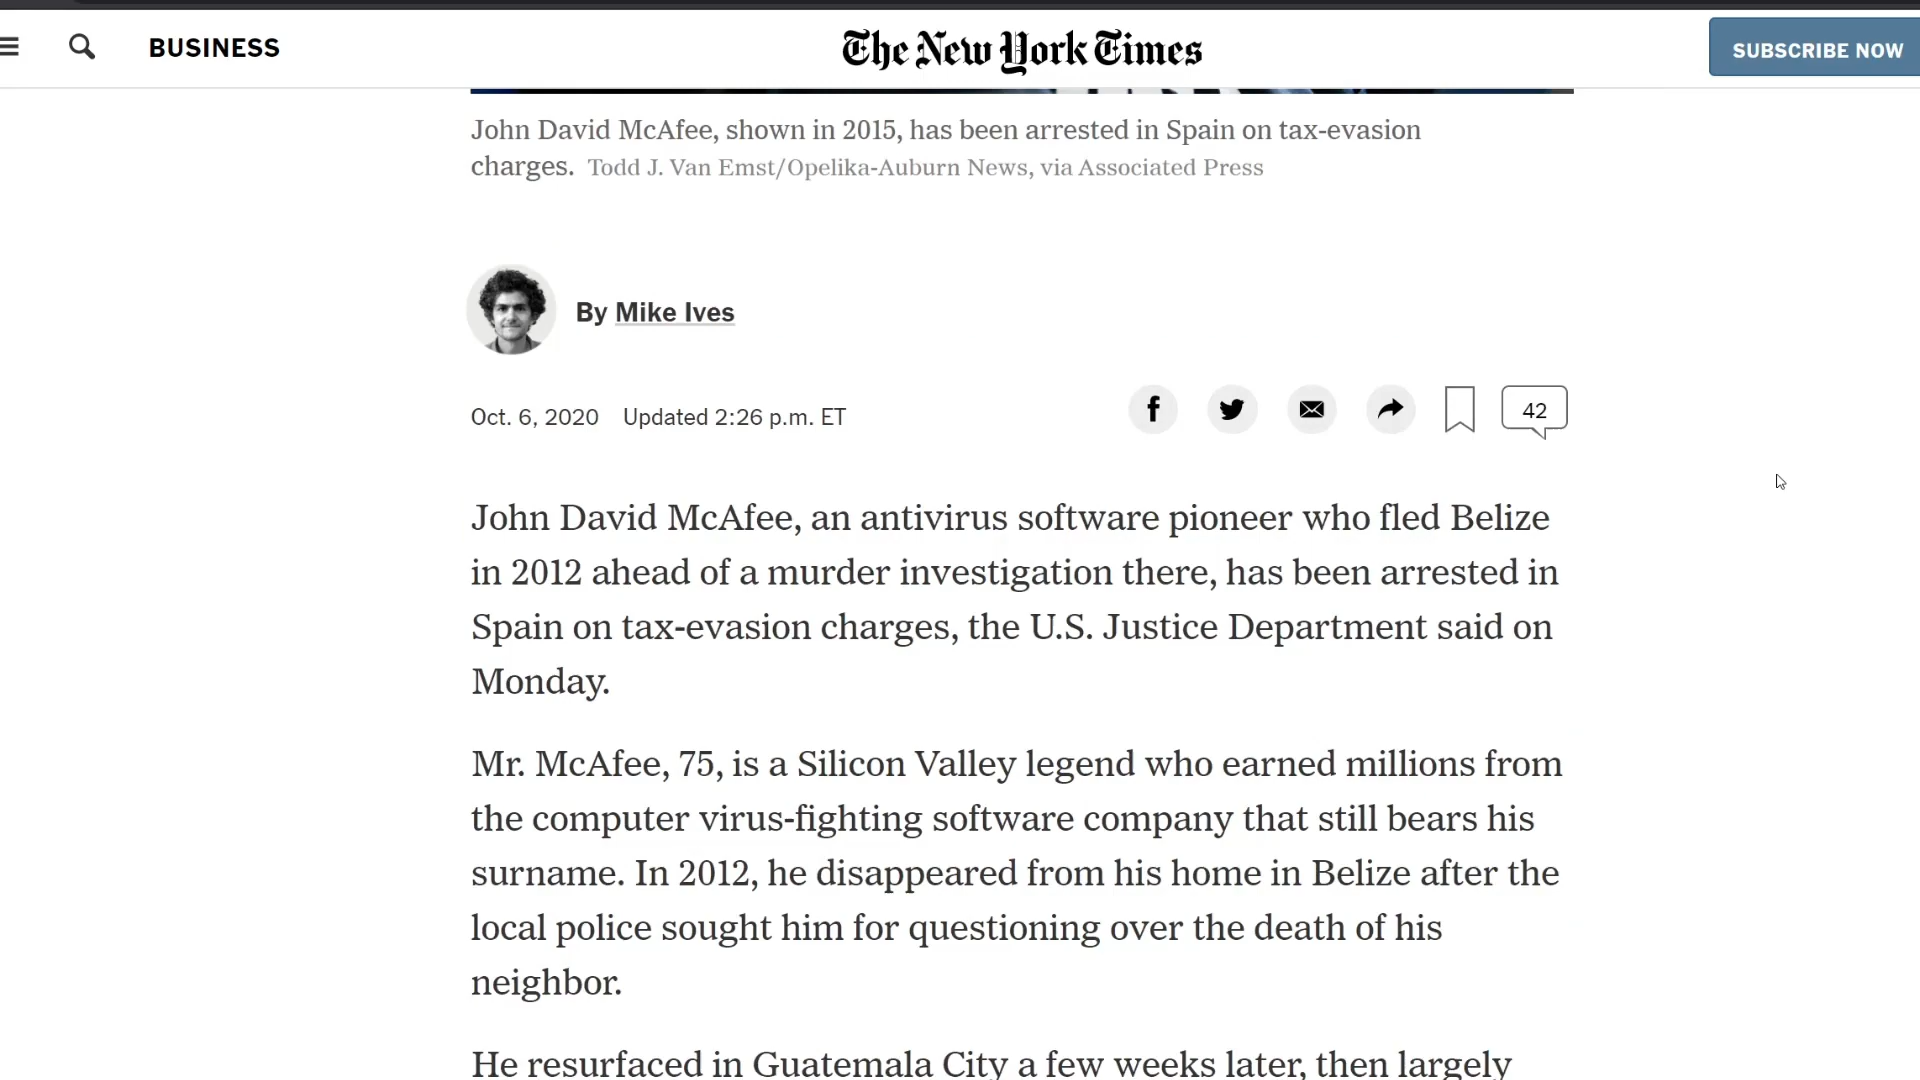 BUSINESS
The New York Times
SUBSCRIBE NOW
John David McAfee, shown in 2015, has been arrested in Spain on tax-evasion
charges. Todd J. Van Emst/Opelika-Auburn News, via Associated Press
By Mike Ives
Oct. 6, 2020 Updated 2:26 p.m. ET
42
John David McAfee, an antivirus software pioneer who fled Belize
in 2012 ahead of a murder investigation there, has been arrested in
Spain on tax-evasion charges, the U.S. Justice Department said on
Monday.
Mr. McAfee, 75, is a Silicon Valley legend who earned millions from
the computer virus-fighting software company that still bears his
surname. In 2012, he disappeared from his home in Belize after the
local police sought him for questioning over the death of his
neighbor.
He resurfaced in Guatemala City a few weeks later, then largely